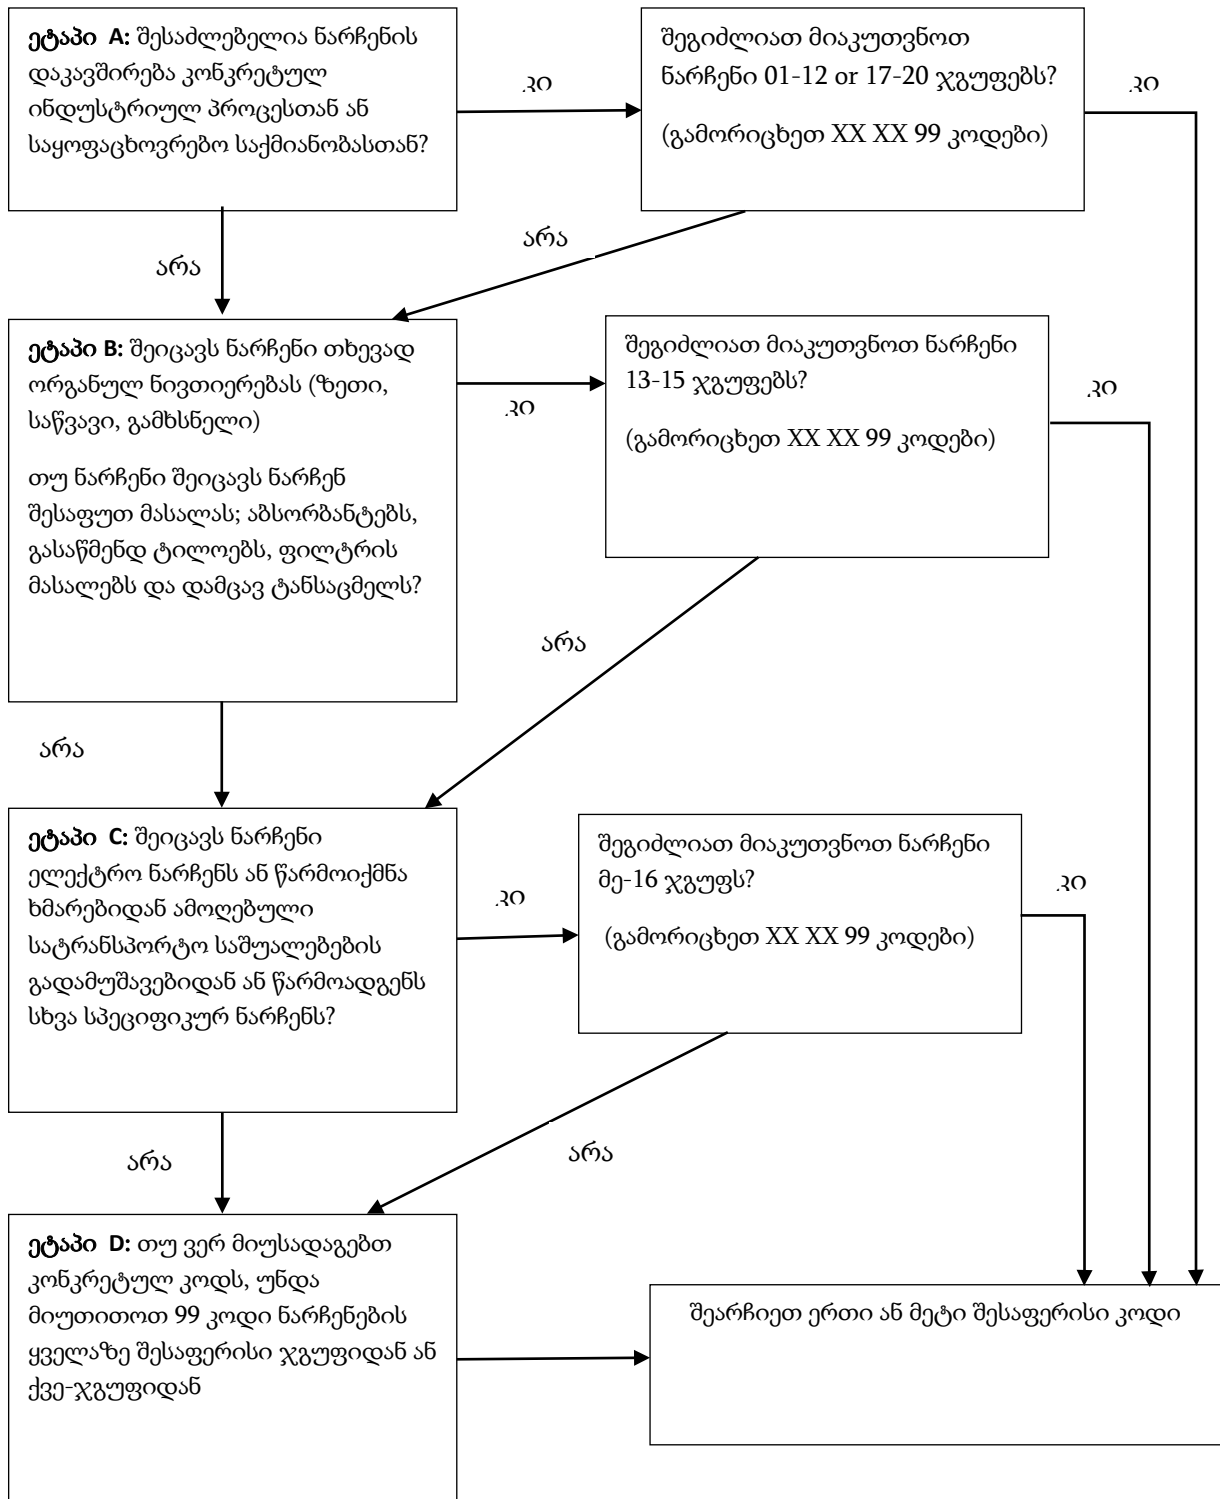 ეტაპი A: შესაძლებელია ნარჩენის
დაკავშირება კონკრეტულ
ინდუსტრიულ პროცესთან ან
საყოფაცხოვრებო საქმიანობასთან?
კი
შეგიძლიათ მიაკუთვნოთ
ნარჩენი 01-12 or 17-20 ჯგუფებს?
(გამორიცხეთ XX XX 99 კოდები)
კი
არა
არა
ეტაპი B: შეიცავს ნარჩენი თხევად
ორგანულ ნივთიერებას (ზეთი,
საწვავი, გამხსნელი)
თუ ნარჩენი შეიცავს ნარჩენ
შესაფუთ მასალას; აბსორბანტებს,
გასაწმენდ ტილოებს, ფილტრის
მასალებს და დამცავ ტანსაცმელს?
კი
შეგიძლიათ მიაკუთვნოთ ნარჩენი
13-15 ჯგუფებს?
(გამორიცხეთ XX XX 99 კოდები)
კი
არა
არა
ეტაპი C: შეიცავს ნარჩენი
ელექტრო ნარჩენს ან წარმოიქმნა
ხმარებიდან ამოღებული
სატრანსპორტო საშუალებების
გადამუშავებიდან ან წარმოადგენს
სხვა სპეციფიკურ ნარჩენს?
კი
შეგიძლიათ მიაკუთვნოთ ნარჩენი
მე-16 ჯგუფს?
(გამორიცხეთ XX XX 99 კოდები)
კი
არა
არა
ეტაპი D: თუ ვერ მიუსადაგებთ
კონკრეტულ კოდს, უნდა
მიუთითოთ 99 კოდი ნარჩენების
ყველაზე შესაფერისი ჯგუფიდან ან
ქვე-ჯგუფიდან
შეარჩიეთ ერთი ან მეტი შესაფერისი კოდი